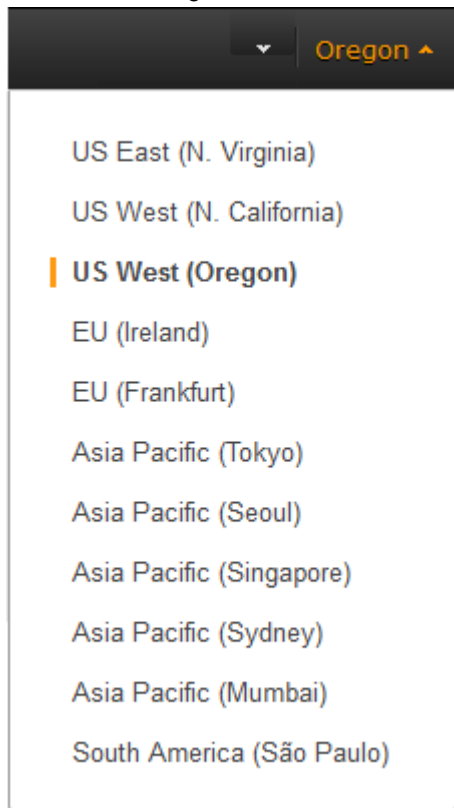 Oregon
US East (N. Virginia)
US West (N. California)
US West (Oregon)
EU (Ireland)
EU (Frankfurt)
Asia Pacific (Tokyo)
Asia Pacific (Seoul)
Asia Pacific (Singapore)
Asia Pacific (Sydney)
Asia Pacific (Mumbai)
South America (São Paulo)